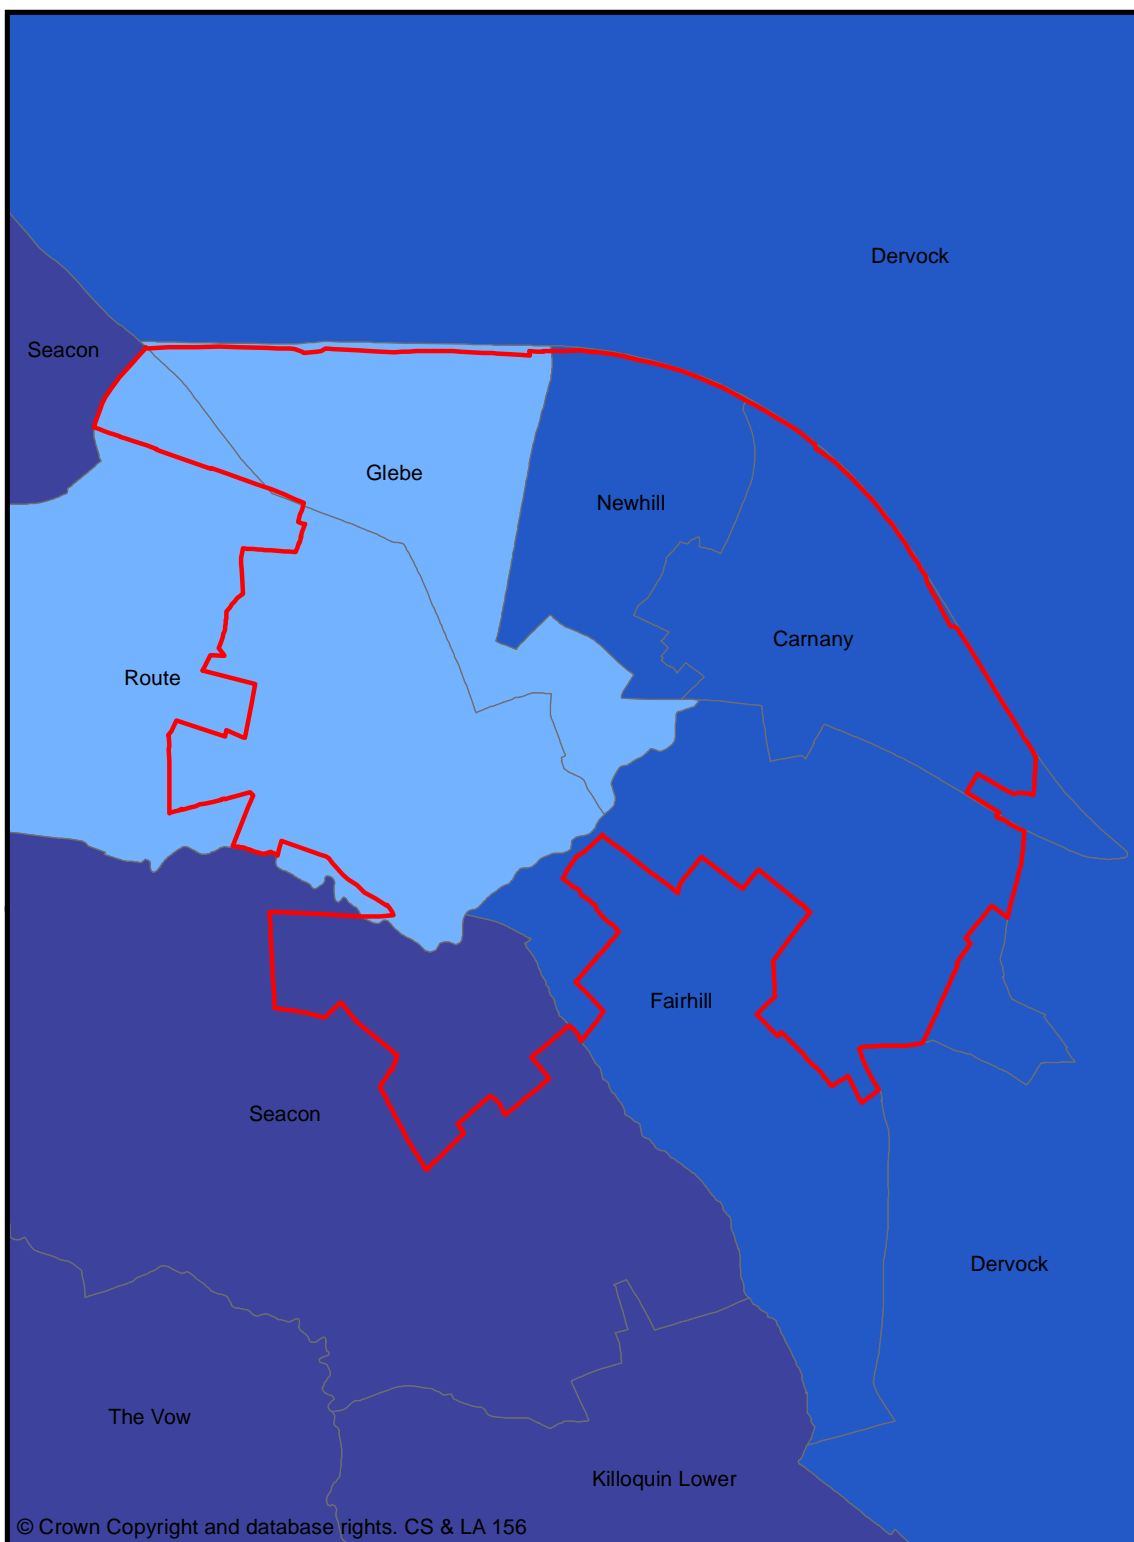 Dervock
Seacon
Glebe
Newhill
Carnany
Route
Fairhill
Seacon
Dervock
The Vow
Killoquin Lower
© Crown Copyright and database rights. CS & LA 156